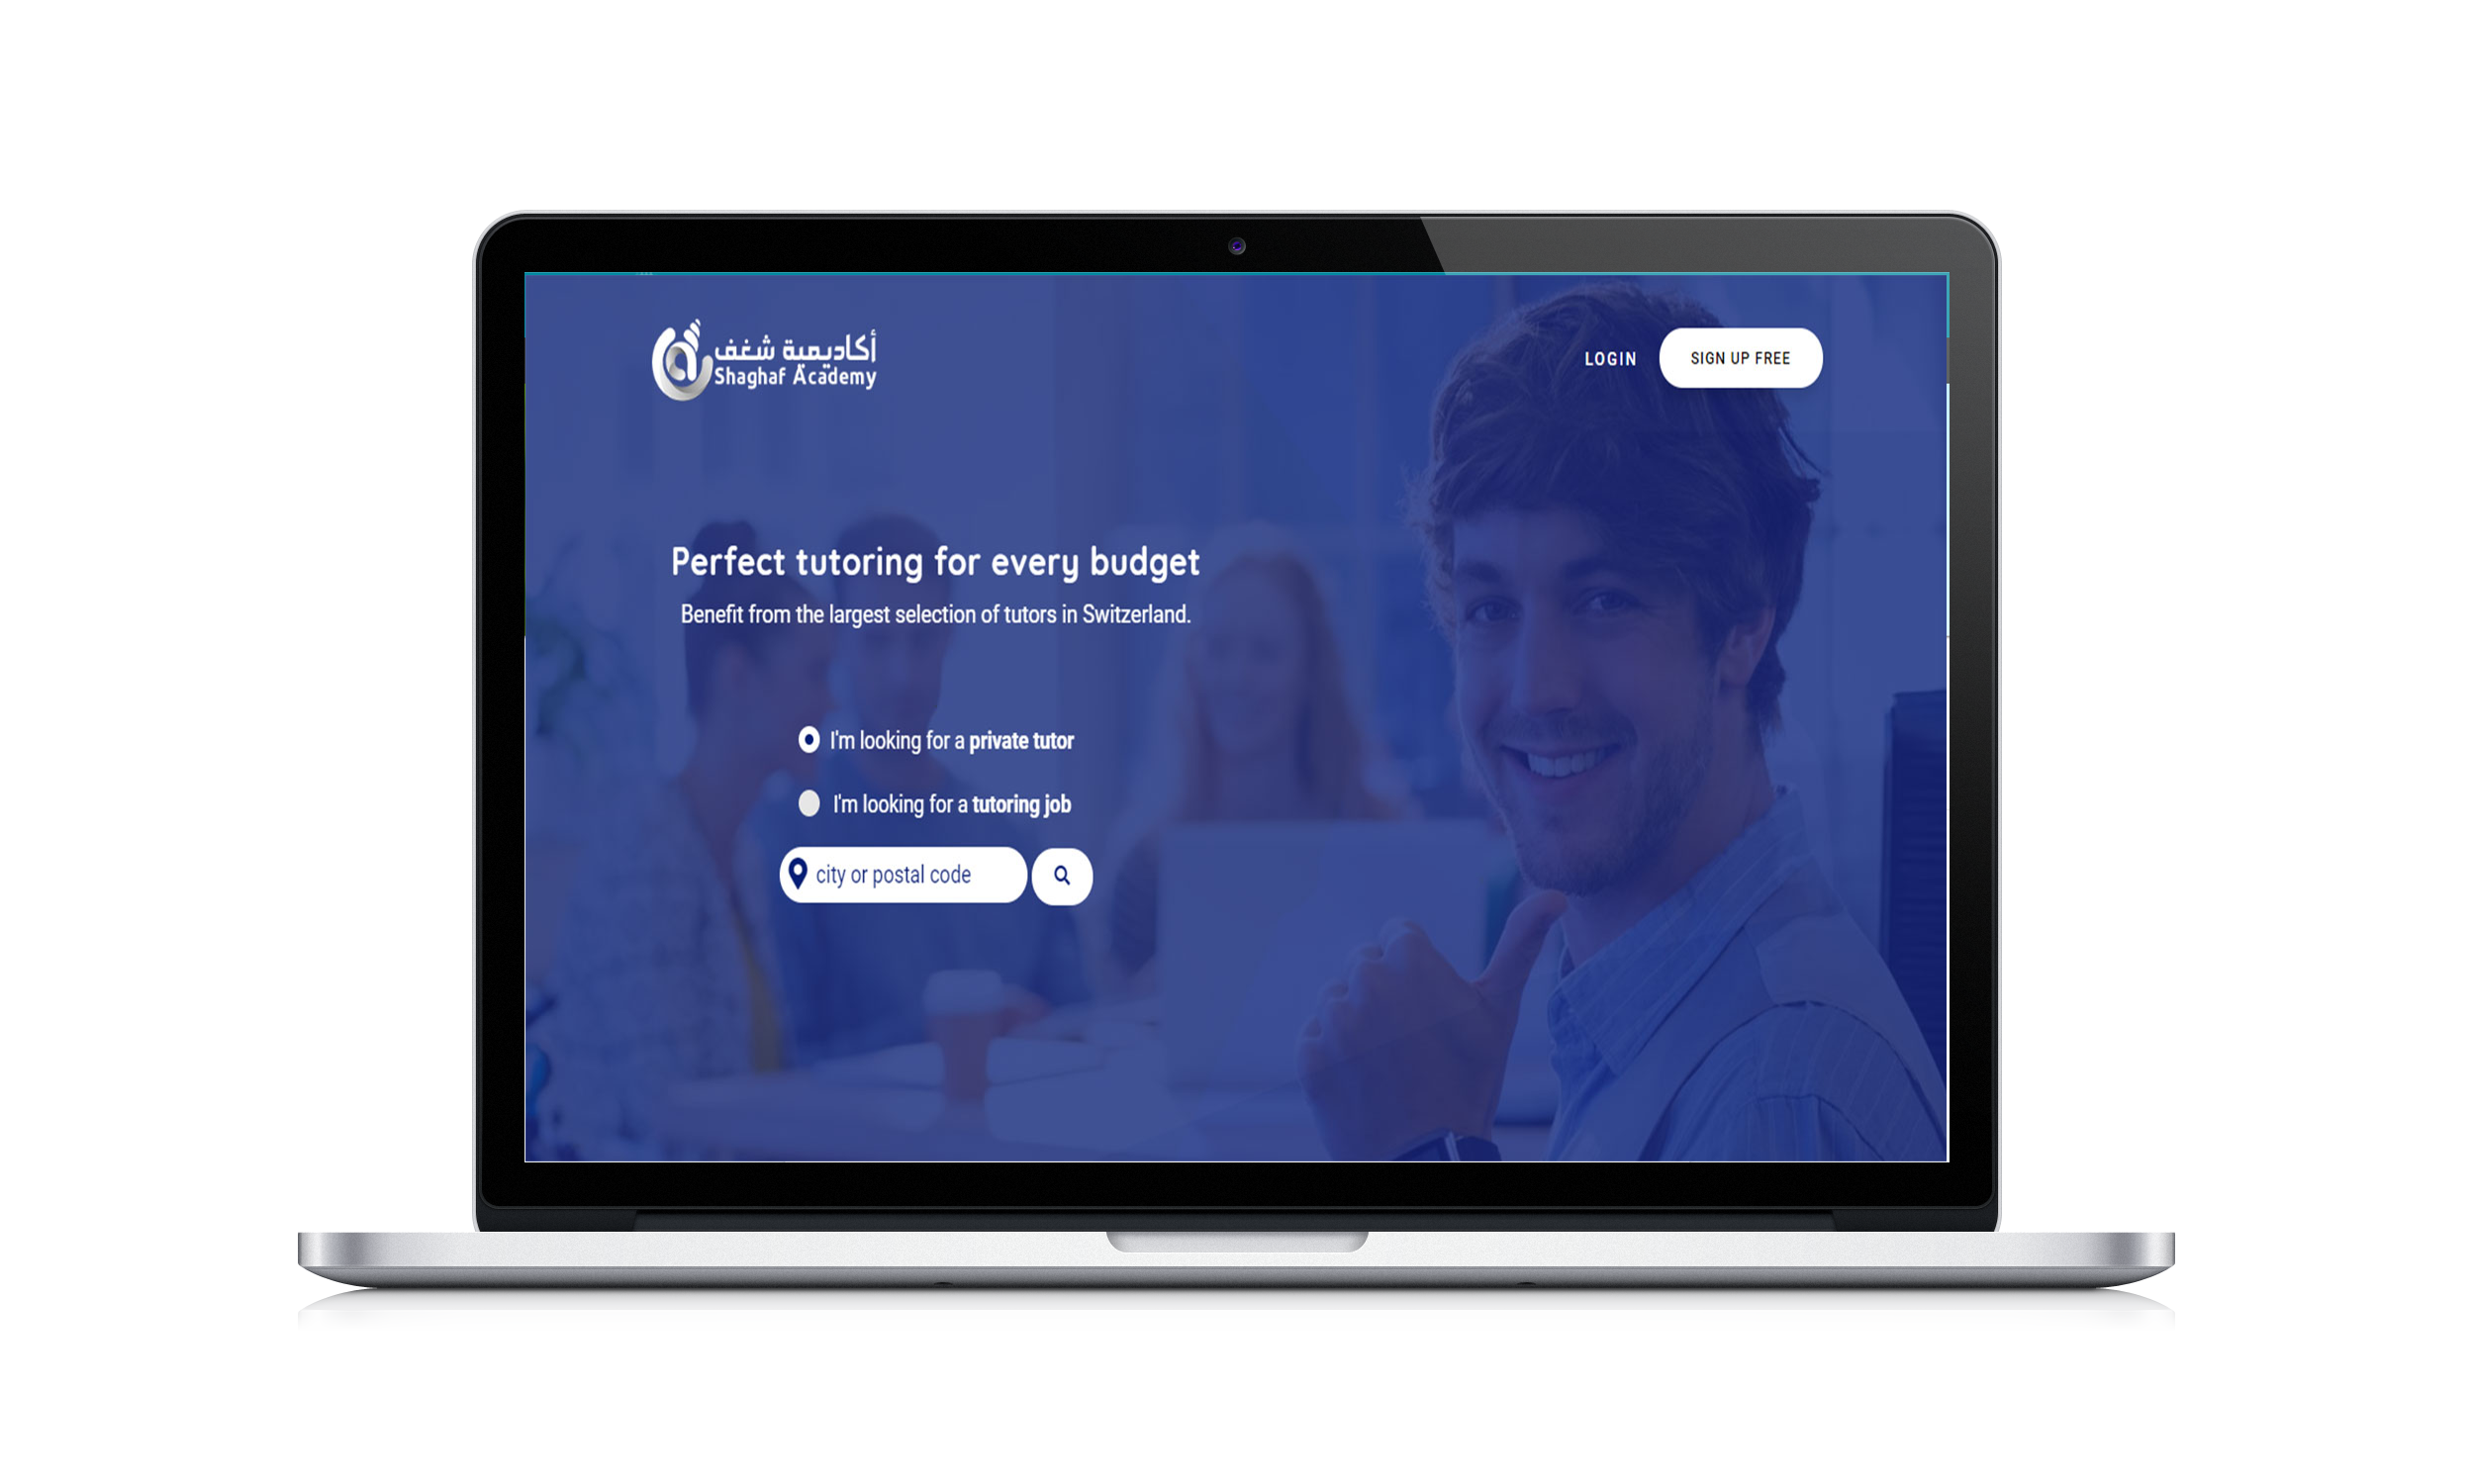 أكاديمية شغف
Shaghaf Academy
LOGIN
SIGN UP FREE
Perfect tutoring for every budget
Benefit from the largest selection of tutors in Switzerland.
I'm looking for a private tutor
I'm looking for a tutoring job
city or postal code